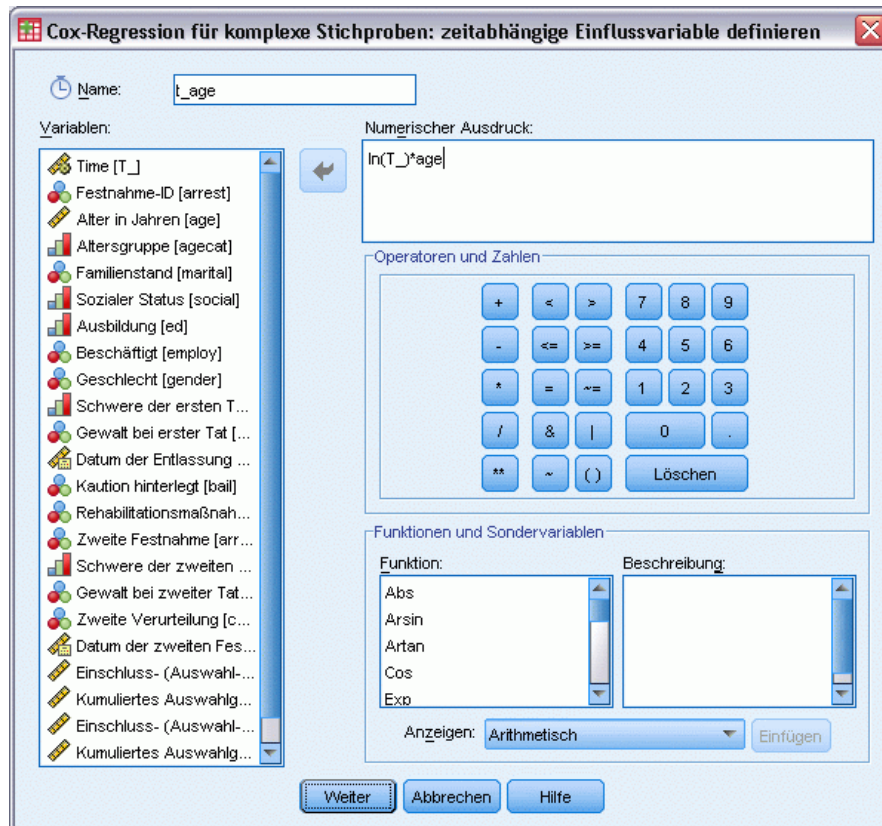 Cox-Regression für komplexe Stichproben: zeitabhängige Einflussvariable definieren
Name: t_age
Variablen:
Time [T_]
Festnahme-ID [arrest]
Alter in Jahren [age]
Altersgruppe [agecat]
Familienstand [marital]
Sozialer Status [social]
Ausbildung [ed]
Beschäftigt [employ]
Geschlecht [gender]
Schwere der ersten T...
Gewalt bei erster Tat [...
Datum der Entlassung ...
Kaution hinterlegt [bail]
Rehabilitationsmaßnah...
Zweite Festnahme [arr...
Schwere der zweiten ...
Gewalt bei zweiter Tat...
Zweite Verurteilung [c...
Datum der zweiten Fes...
Einschluss- (Auswahl-...
Kumuliertes Auswahlg...
Einschluss- (Auswahl-...
Kumuliertes Auswahlg...
Numerischer Ausdruck:
ln(T_)*age
Operatoren und Zahlen
+ < > 7 8 9
- <= >= 4 5 6
* = ~= 1 2 3
/ & | 0 .
** ~ ( ) Löschen
Funktionen und Sondervariablen
Funktion: Beschreibung:
Abs
Arsin
Artan
Cos
Exp
Anzeigen: Arithmetisch Einfügen
Weiter Abbrechen Hilfe